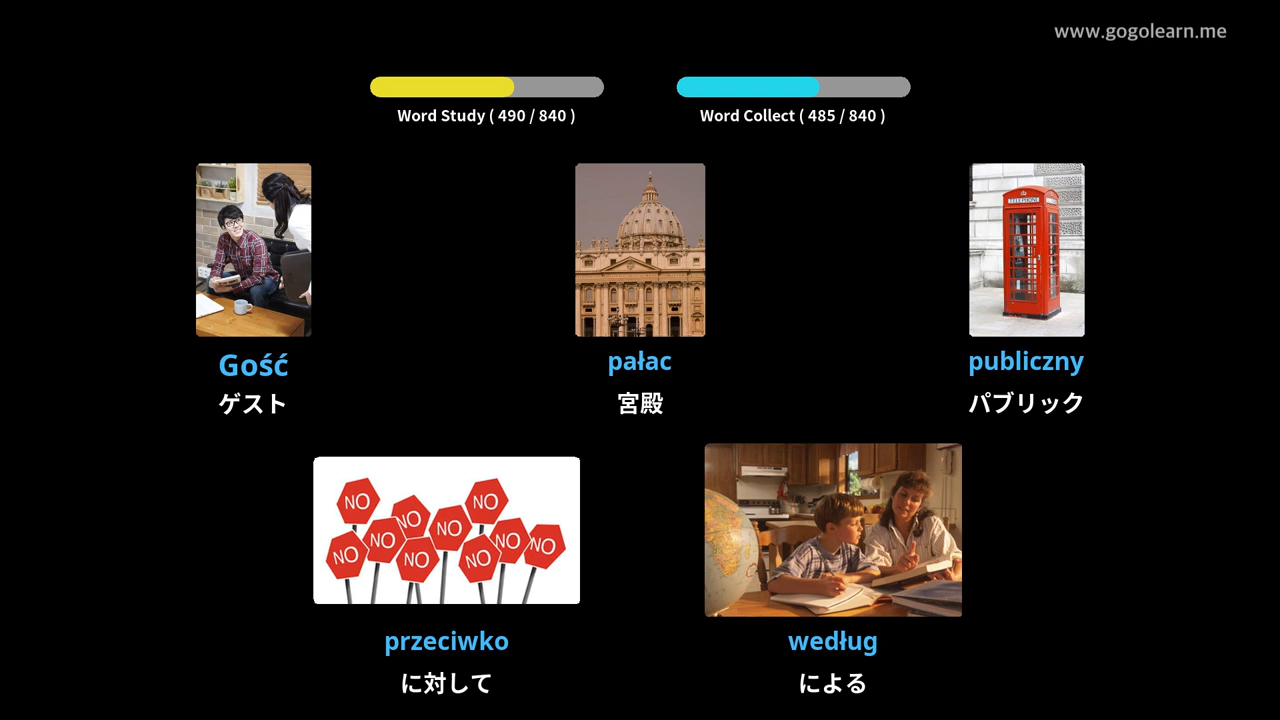 www.gogolearn.me
Word Study ( 490 / 840 )
Word Collect ( 485 / 840 )
TELEPHONE
Gość
pałac
publiczny
ゲスト
宮殿
パブリック
NO NO NO NO NO NO NO NO NO NO
przeciwko
według
に対して
による